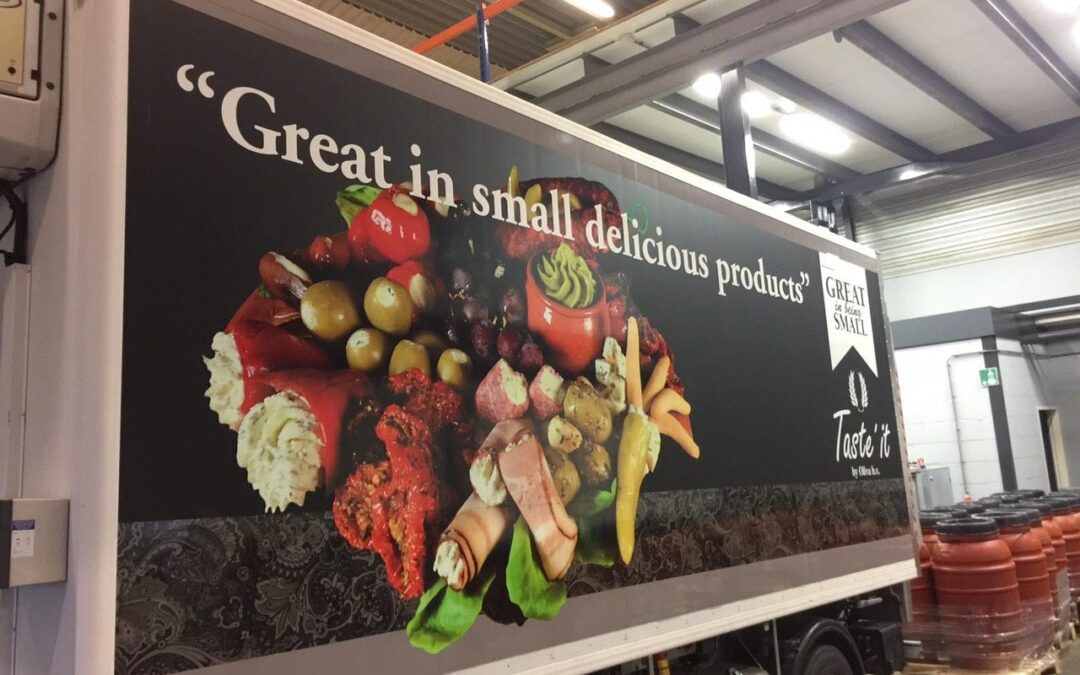 “Great in small delicious products”
GREAT
in being
SMALL
Taste' it
by Oliva b.v.